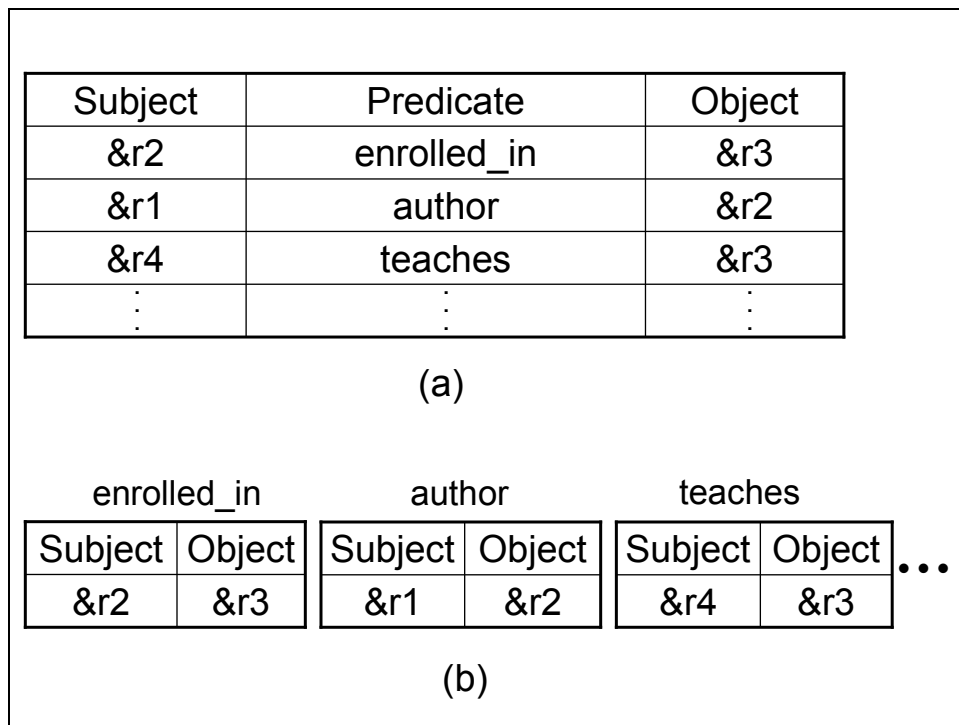 Subject Predicate Object
&r2 enrolled_in &r3
&r1 author &r2
&r4 teaches &r3
: : :
(a)
enrolled_in author teaches
Subject Object Subject Object Subject Object ...
&r2 &r3 &r1 &r2 &r4 &r3
(b)